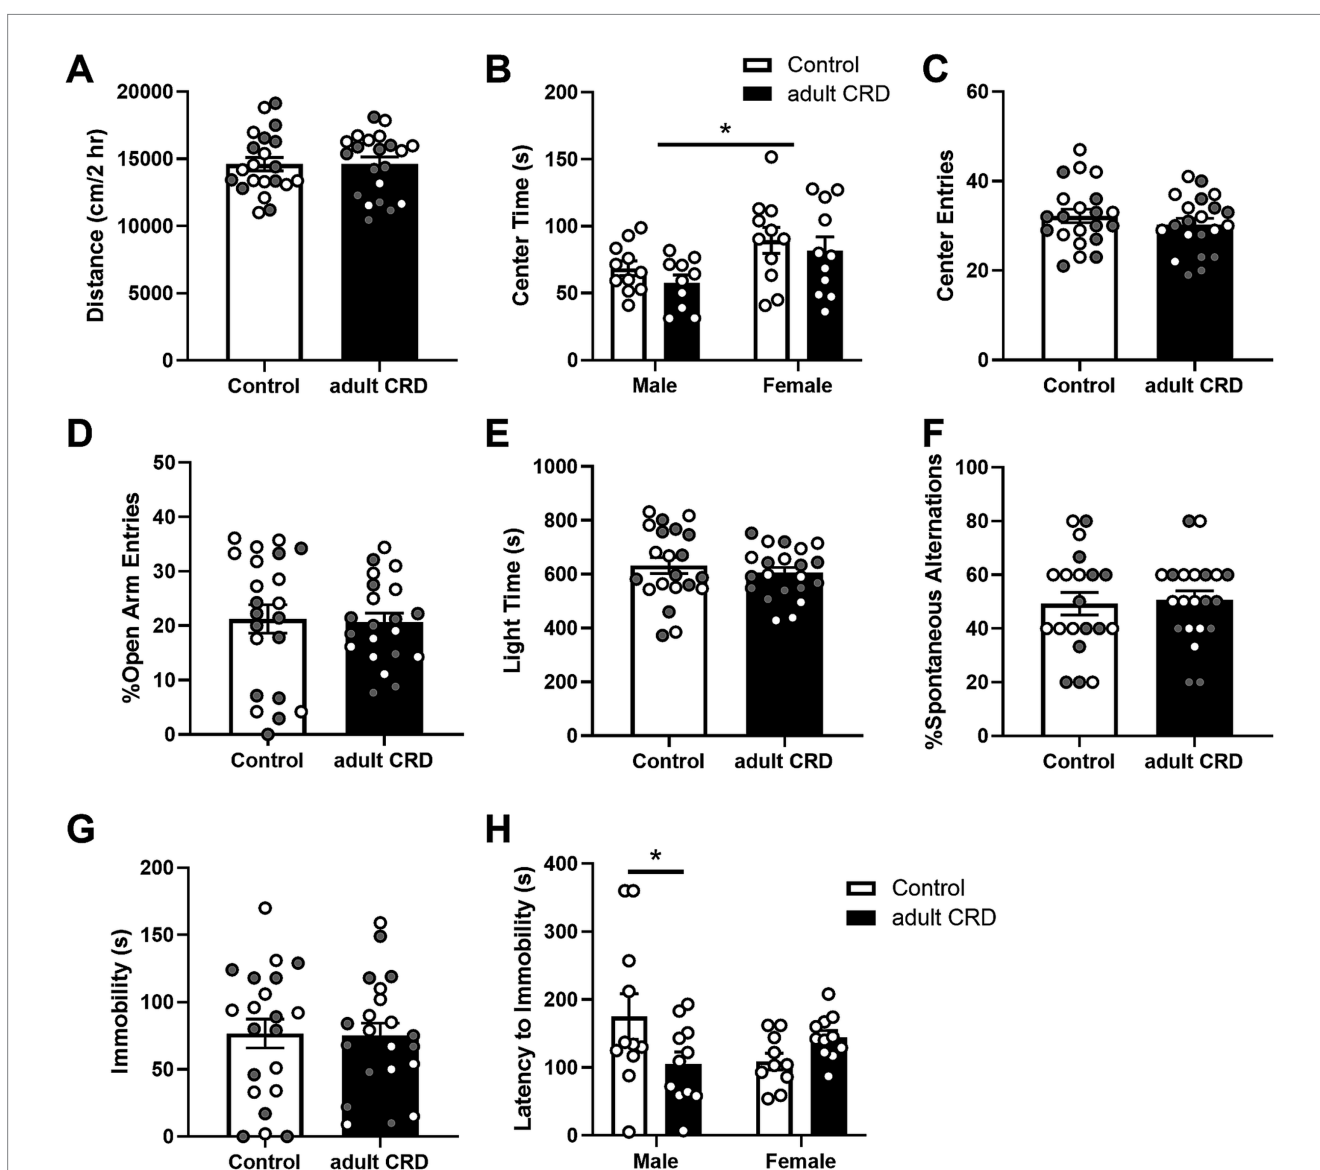 A
Distance (cm/2 hr)
20000
15000
10000
5000
0
Control
adult CRD
B
Control
adult CRD
Center Time (s)
200
150
100
50
0
*
Male
Female
C
Center Entries
60
40
20
0
Control
adult CRD
D
%Open Arm Entries
50
40
30
20
10
0
Control
adult CRD
E
Light Time (s)
1000
800
600
400
200
0
Control
adult CRD
F
%Spontaneous Alternations
100
80
60
40
20
0
Control
adult CRD
G
Immobility (s)
200
150
100
50
0
Control
adult CRD
H
Latency to Immobility (s)
400
300
200
100
0
*
Male
Female
Control
adult CRD